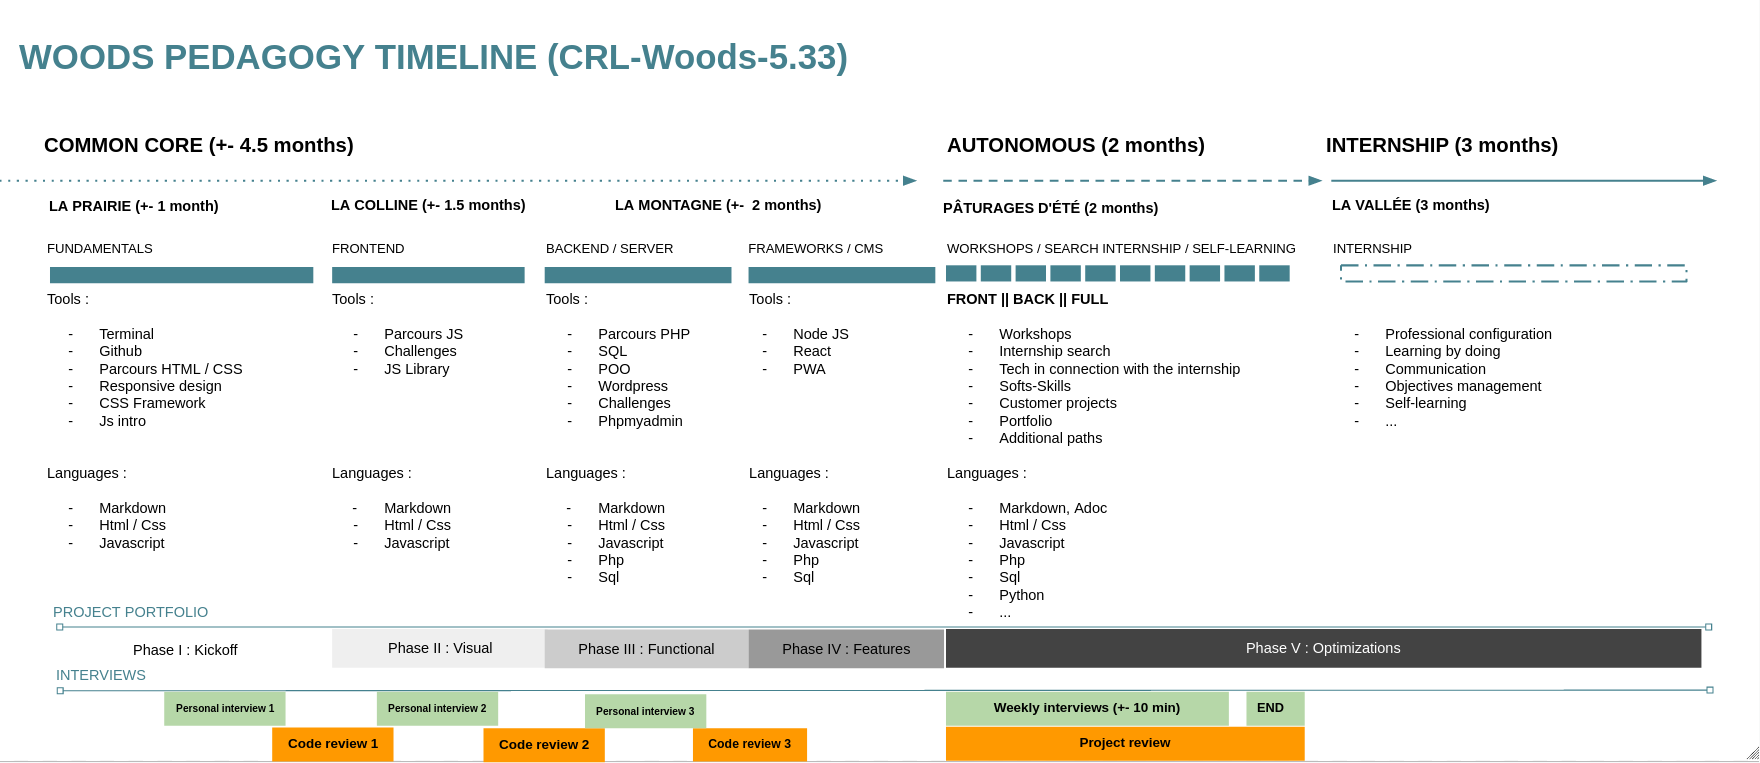 WOODS PEDAGOGY TIMELINE (CRL-Woods-5.33)
COMMON CORE (+- 4.5 months)
AUTONOMOUS (2 months)
INTERNSHIP (3 months)
LA PRAIRIE (+- 1 month)
LA COLLINE (+- 1.5 months)
LA MONTAGNE (+-  2 months)
PÂTURAGES D'ÉTÉ (2 months)
LA VALLÉE (3 months)
FUNDAMENTALS
Tools :
- Terminal
- Github
- Parcours HTML / CSS
- Responsive design
- CSS Framework
- Js intro
Languages :
- Markdown
- Html / Css
- Javascript
FRONTEND
Tools :
- Parcours JS
- Challenges
- JS Library
Languages :
- Markdown
- Html / Css
- Javascript
BACKEND / SERVER
Tools :
- Parcours PHP
- SQL
- POO
- Wordpress
- Challenges
- Phpmyadmin
Languages :
- Markdown
- Html / Css
- Javascript
- Php
- Sql
FRAMEWORKS / CMS
Tools :
- Node JS
- React
- PWA
Languages :
- Markdown
- Html / Css
- Javascript
- Php
- Sql
WORKSHOPS / SEARCH INTERNSHIP / SELF-LEARNING
FRONT || BACK || FULL
- Workshops
- Internship search
- Tech in connection with the internship
- Softs-Skills
- Customer projects
- Portfolio
- Additional paths
Languages :
- Markdown, Adoc
- Html / Css
- Javascript
- Php
- Sql
- Python
- ...
INTERNSHIP
- Professional configuration
- Learning by doing
- Communication
- Objectives management
- Self-learning
- ...
PROJECT PORTFOLIO
Phase I : Kickoff
Phase II : Visual
Phase III : Functional
Phase IV : Features
Phase V : Optimizations
INTERVIEWS
Personal interview 1
Personal interview 2
Personal interview 3
Weekly interviews (+- 10 min)
END
Code review 1
Code review 2
Code review 3
Project review